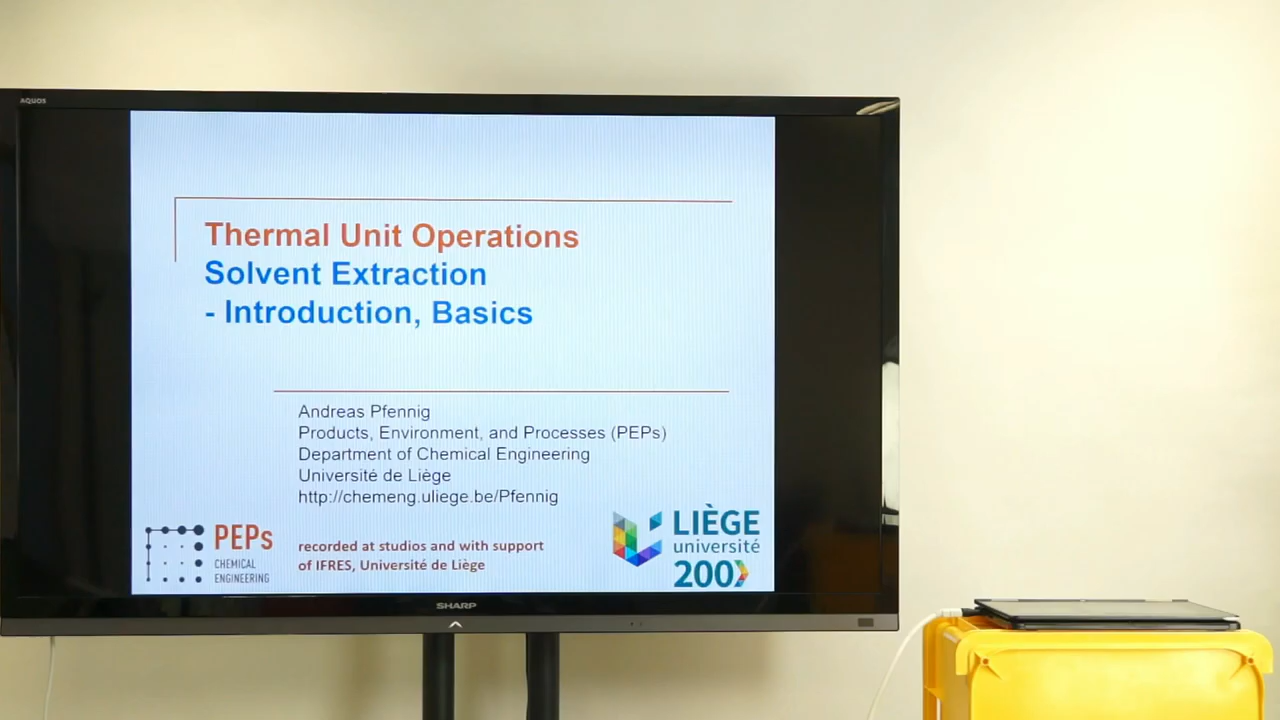 AQUOS
Thermal Unit Operations
Solvent Extraction
- Introduction, Basics
Andreas Pfennig
Products, Environment, and Processes (PEPs)
Department of Chemical Engineering
Université de Liège
http://chemeng.uliege.be/Pfennig
PEPs
CHEMICAL
ENGINEERING
recorded at studios and with support
of IFRES, Université de Liège
LIÈGE
université
200
SHARP